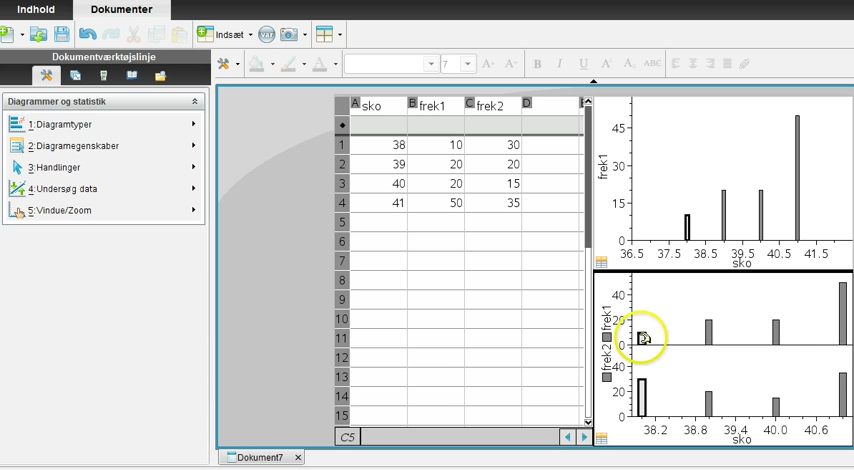 Indhold Dokumenter
Indsæt VAR
Dokumentværktøjslinje
7
B I U A A ABC
Diagrammer og statistik
1:Diagramtyper
2:Diagramegenskaber
3:Handlinger
4:Undersøg data
5:Vindue/Zoom
A sko B frek1 C frek2 D E
1 38 10 30
2 39 20 20
3 40 20 15
4 41 50 35
5
6
7
8
9
10
11
12
13
14
15
C5
frek1
45
30
15
0
36.5 37.5 38.5 39.5 40.5 41.5
sko
frek2 frek1
40
20
0
40
20
0
38.2 38.8 39.4 40.0 40.6
sko
Dokument7